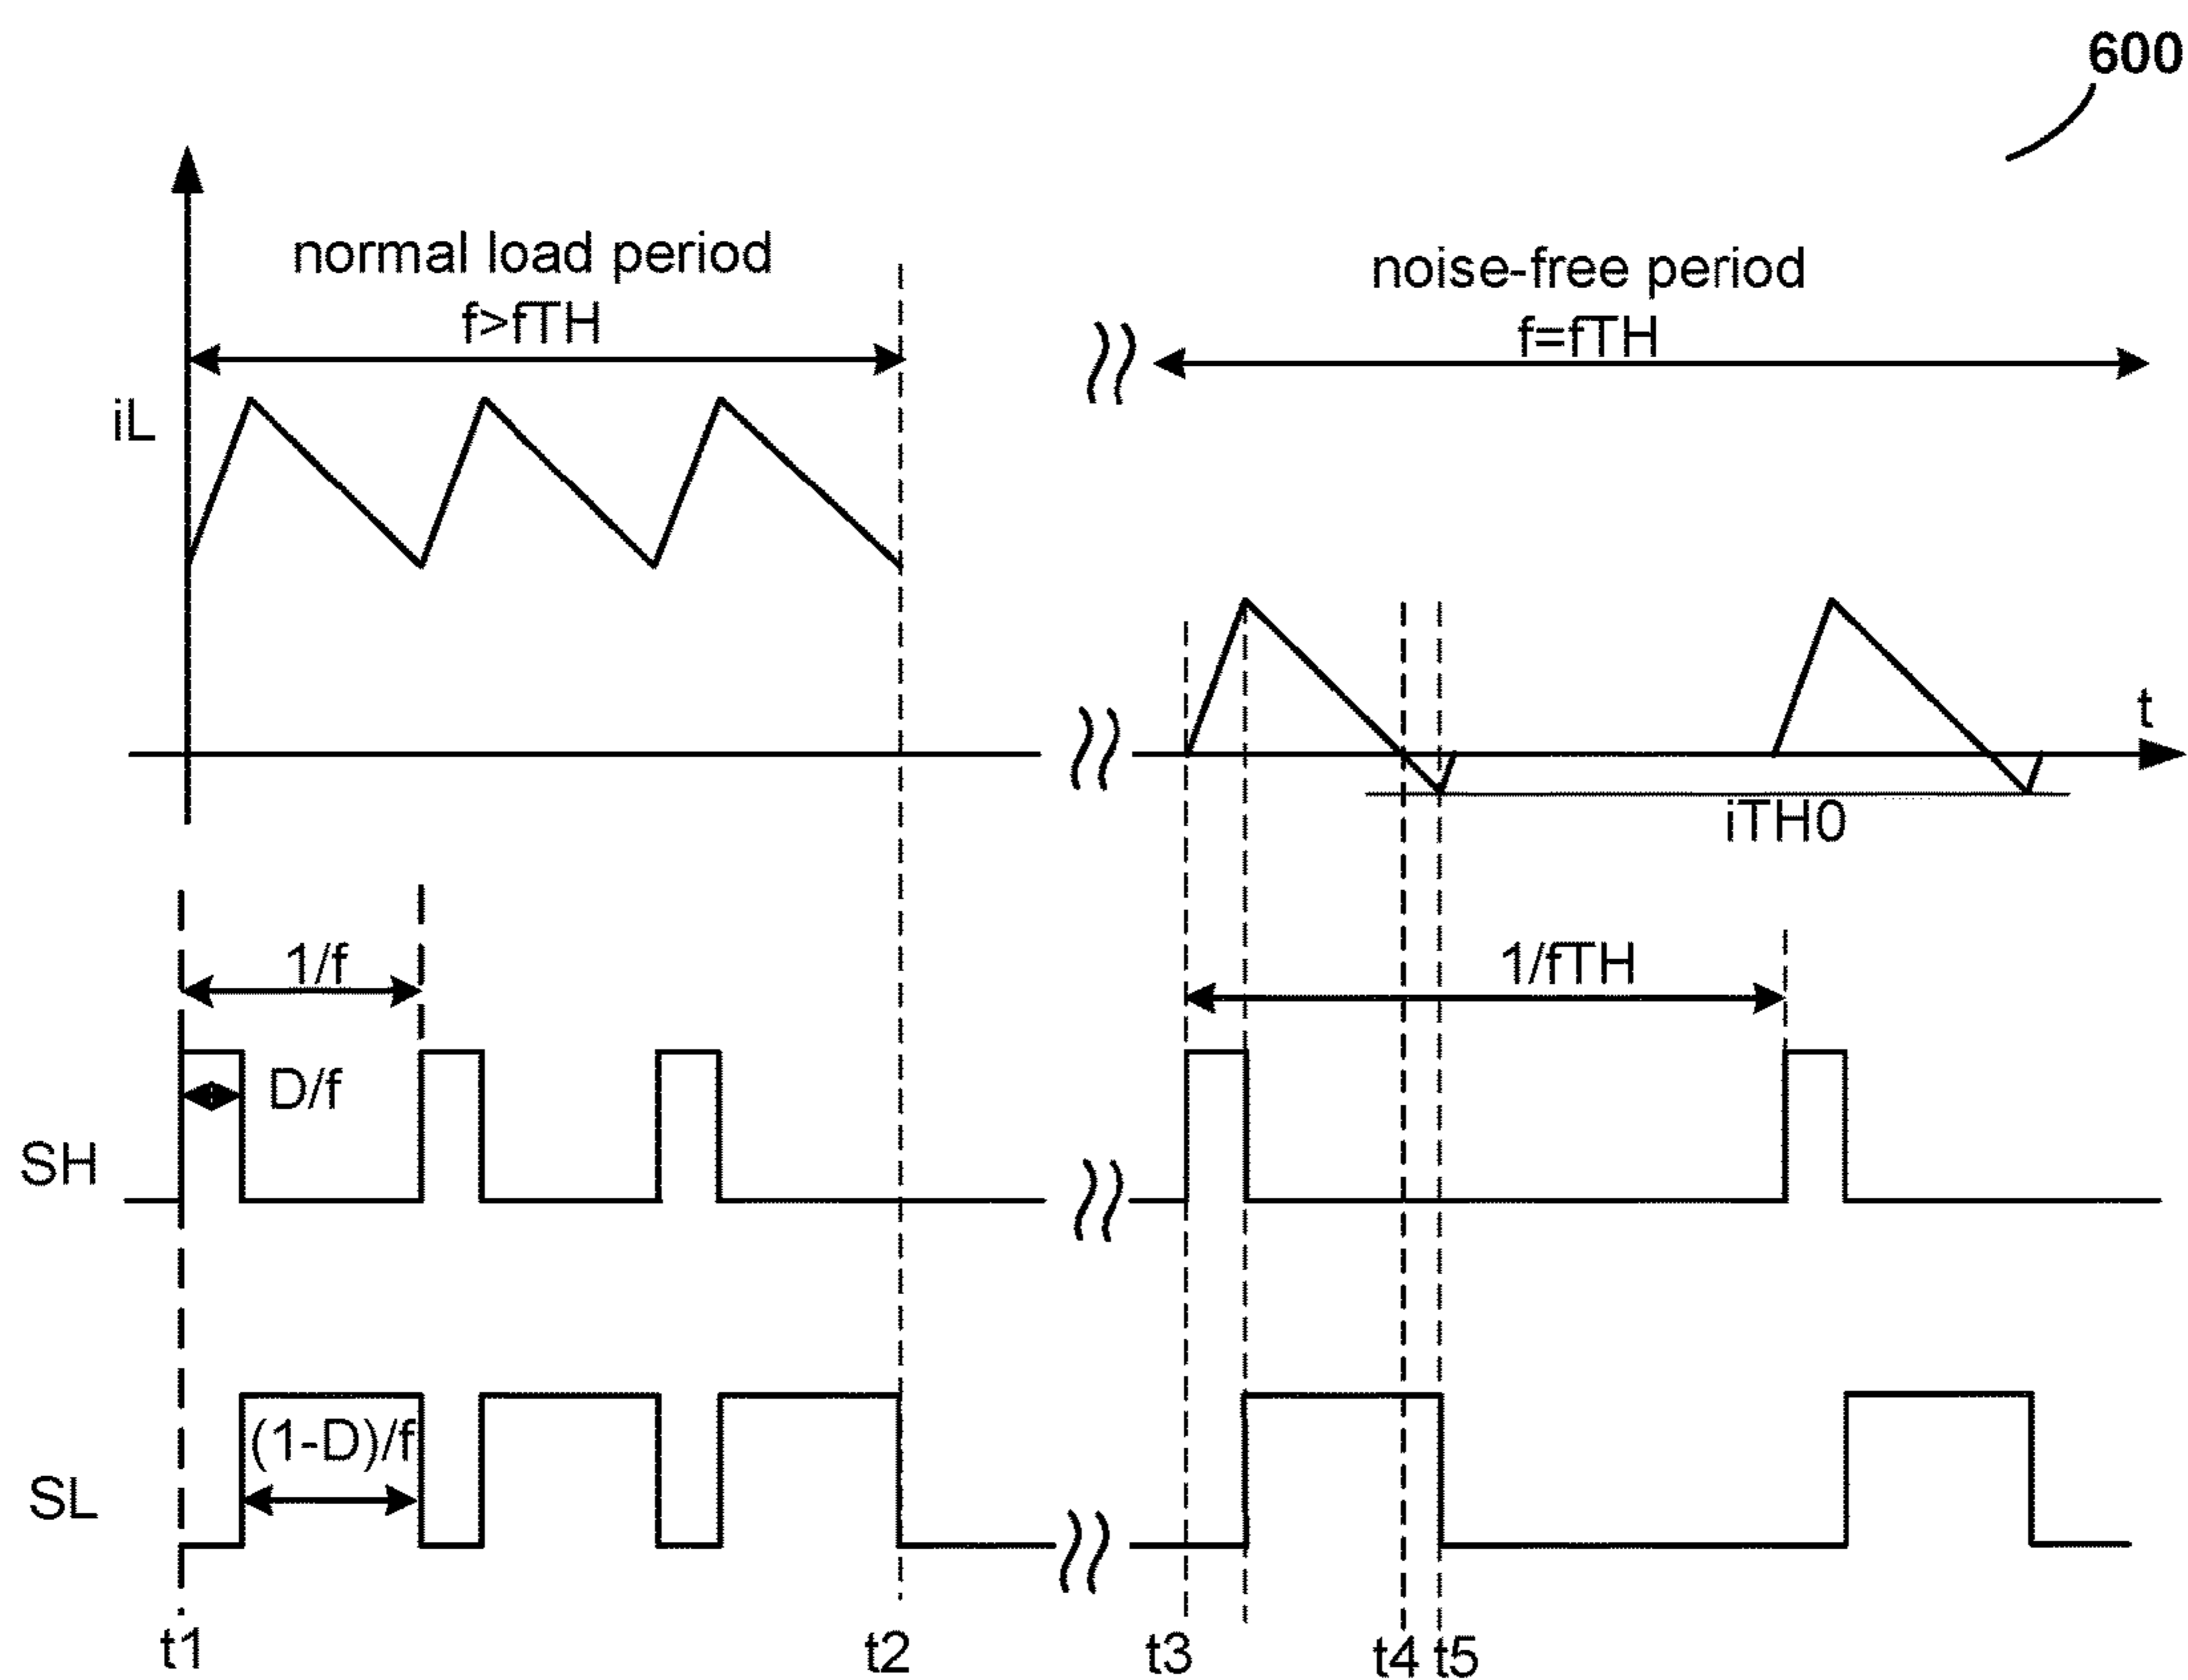 600
normal load period
f>fTH
noise-free period
f=fTH
iL
t
iTH0
1/f
1/fTH
D/f
SH
(1-D)/f
SL
t1
t2
t3
t4
t5